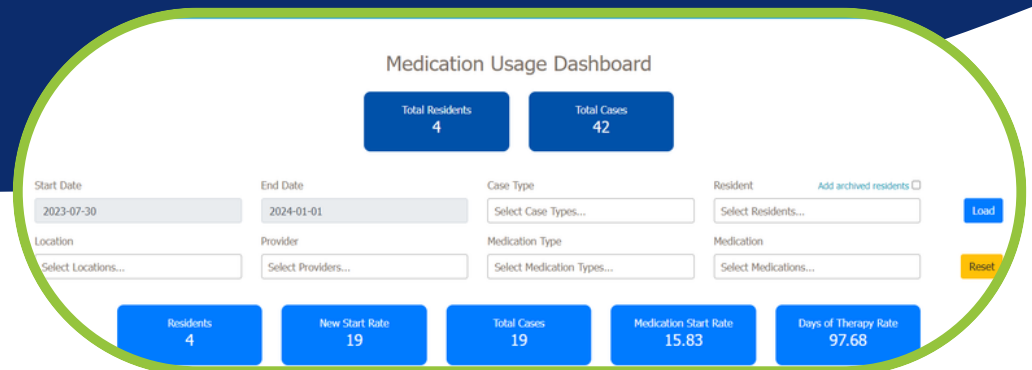 Medication Usage Dashboard
Total Residents Total Cases
4 42
Start Date End Date Case Type Resident Add archived residents
2023-07-30 2024-01-01 Select Case Types... Select Residents... Load
Location Provider Medication Type Medication
Select Locations... Select Providers... Select Medication Types... Select Medications... Reset
Residents New Start Rate Total Cases Medication Start Rate Days of Therapy Rate
4 19 19 15.83 97.68